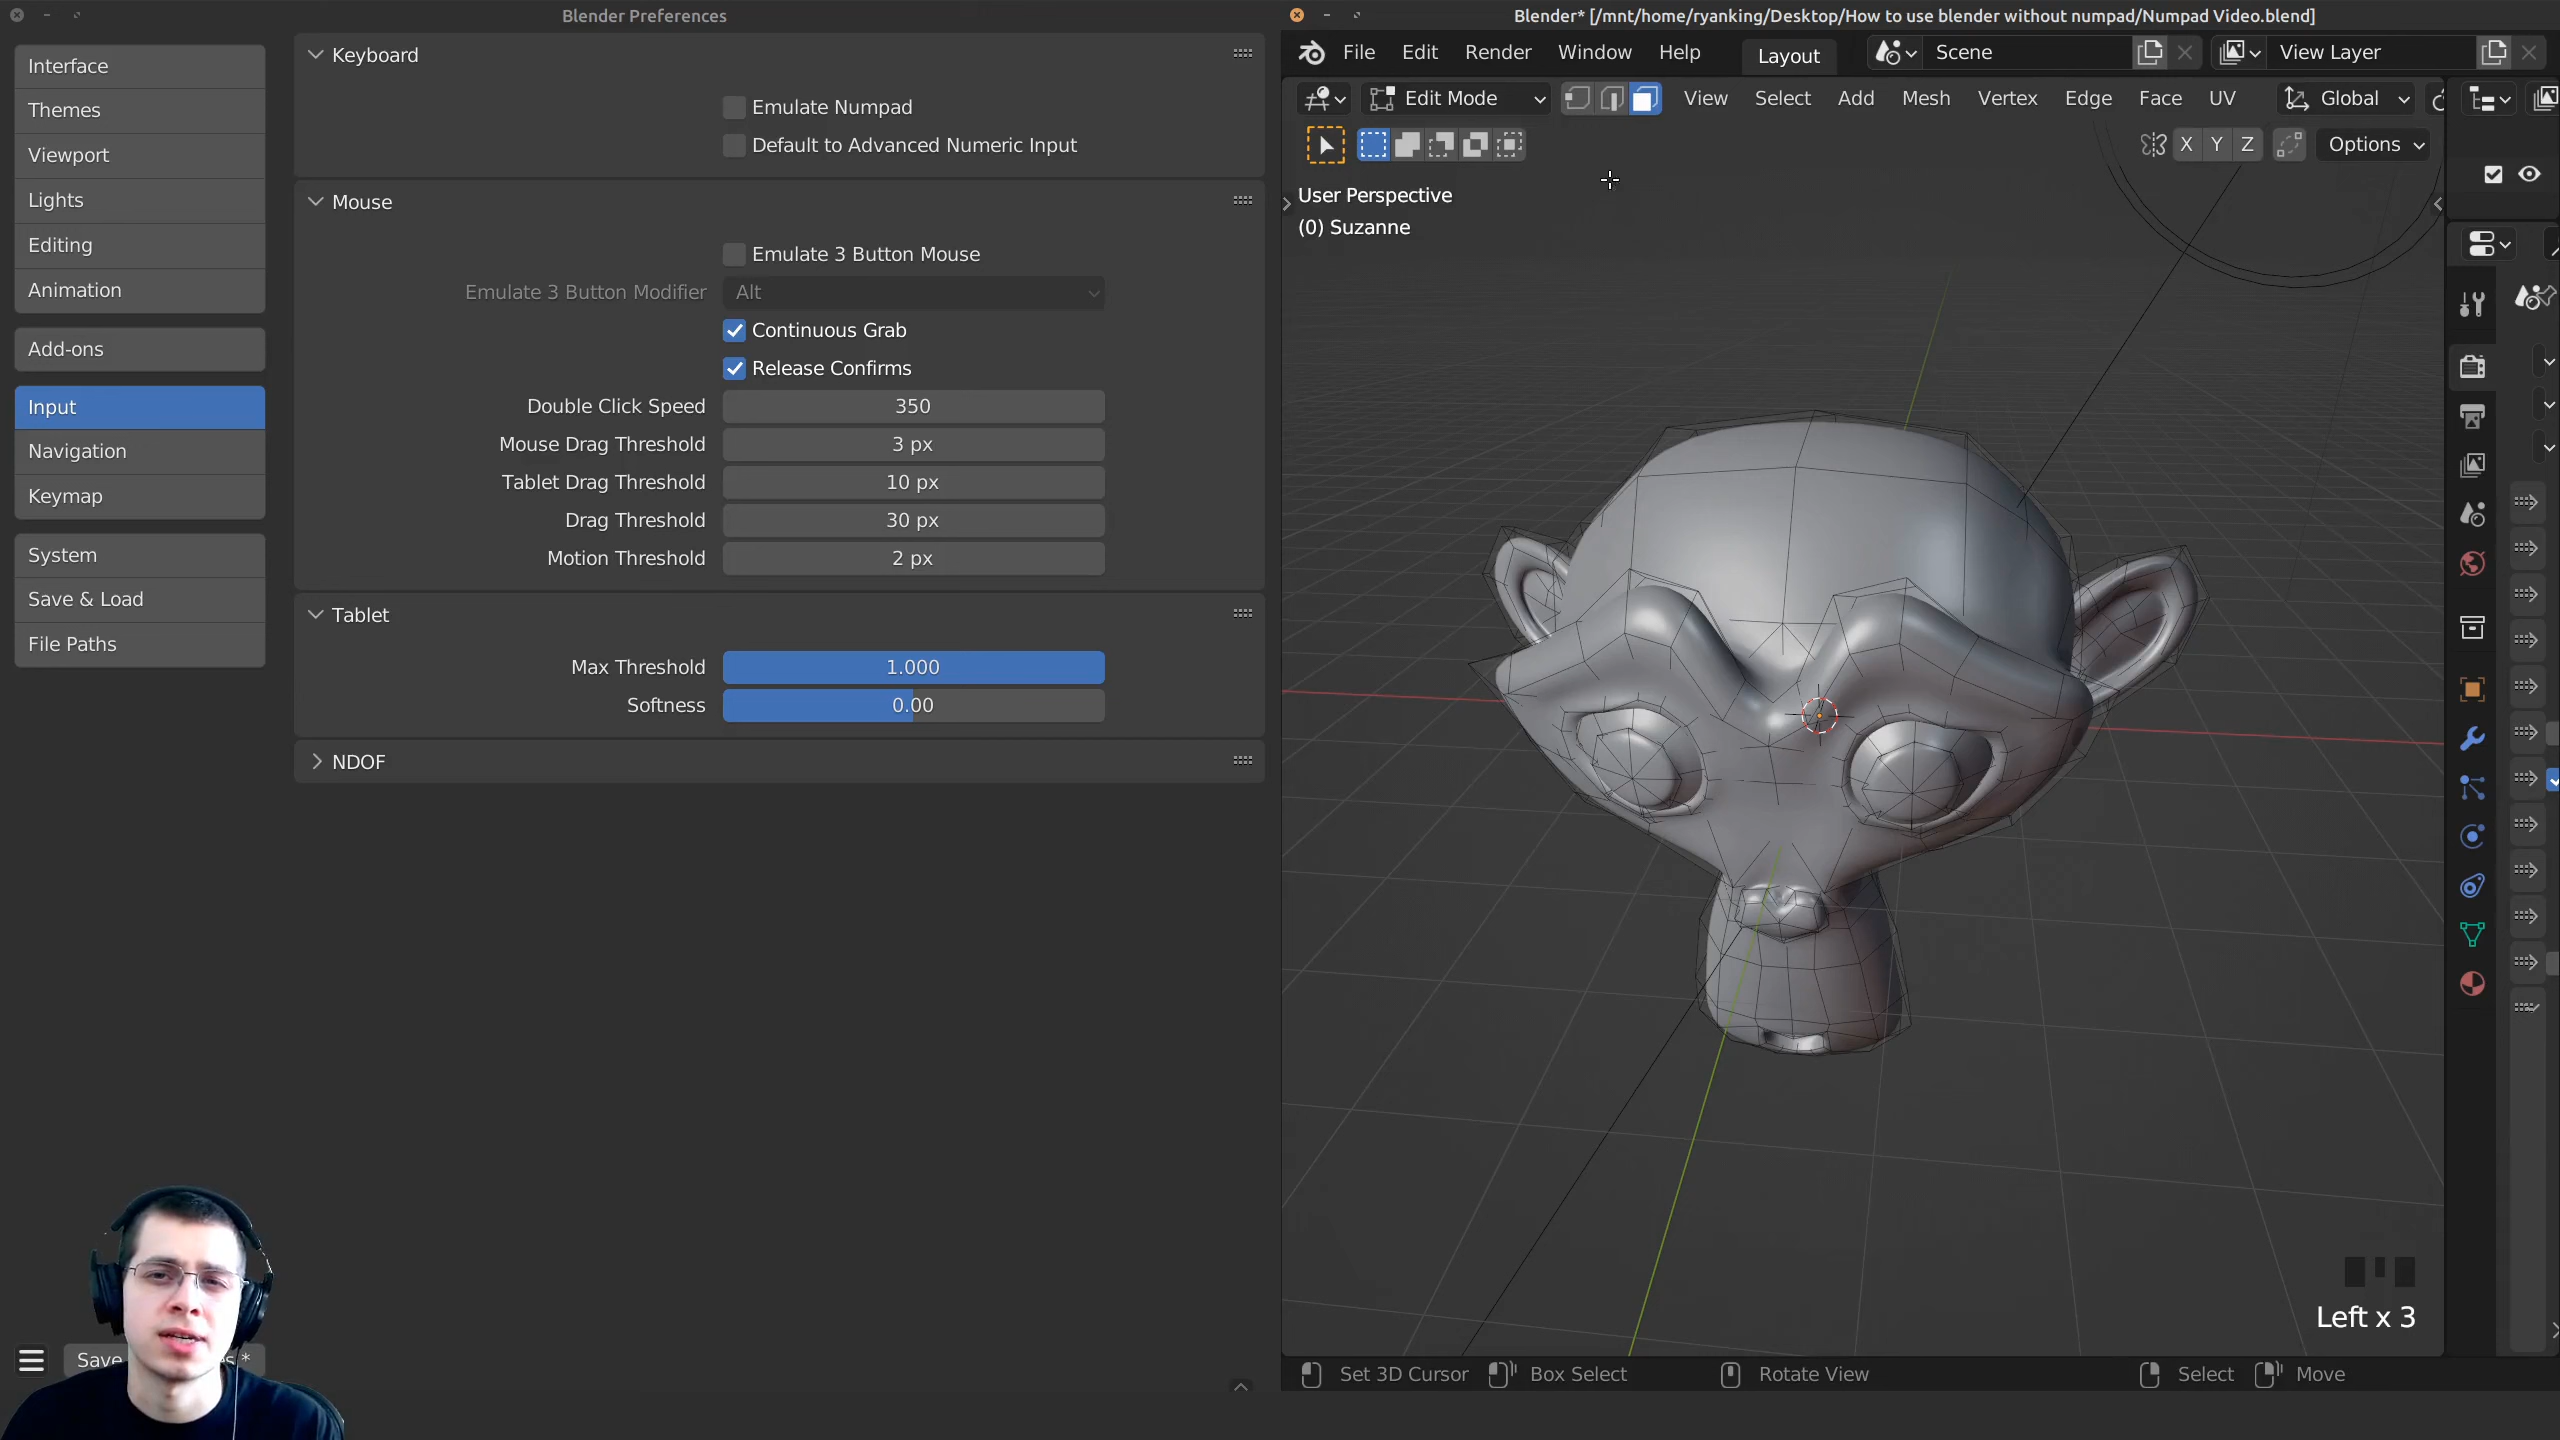 Blender Preferences
Interface
Themes
Viewport
Lights
Editing
Animation
Add-ons
Input
Navigation
Keymap
System
Save & Load
File Paths
Keyboard
Emulate Numpad
Default to Advanced Numeric Input
Mouse
Emulate 3 Button Mouse
Emulate 3 Button Modifier Alt
Continuous Grab
Release Confirms
Double Click Speed 350
Mouse Drag Threshold 3 px
Tablet Drag Threshold 10 px
Drag Threshold 30 px
Motion Threshold 2 px
Tablet
Max Threshold 1.000
Softness 0.00
NDOF
Save
Blender* [/mnt/home/ryanking/Desktop/How to use blender without numpad/Numpad Video.blend]
File Edit Render Window Help Layout Scene View Layer
Edit Mode View Select Add Mesh Vertex Edge Face UV Global
X Y Z Options
User Perspective
(0) Suzanne
Left x 3
Set 3D Cursor Box Select Rotate View Select Move